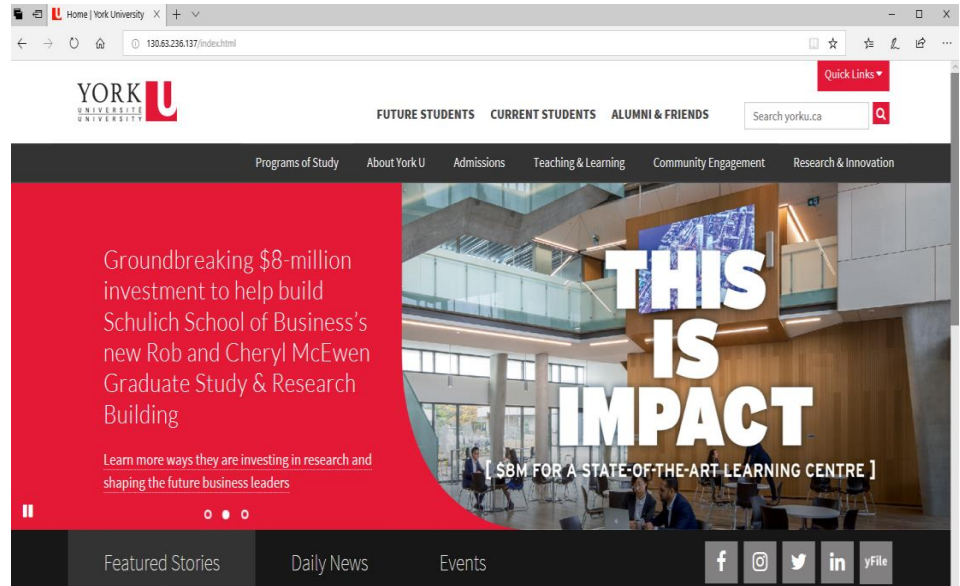 Home | York University
130.63.236.137/index.html
Quick Links
YORK U
UNIVERSITÉ
UNIVERSITY
FUTURE STUDENTS CURRENT STUDENTS ALUMNI & FRIENDS
Search yorku.ca
Programs of Study About York U Admissions Teaching & Learning Community Engagement Research & Innovation
Groundbreaking $8-million
investment to help build
Schulich School of Business's
new Rob and Cheryl McEwen
Graduate Study & Research
Building
Learn more ways they are investing in research and
shaping the future business leaders
THIS
IS
IMPACT
[ $8M FOR A STATE-OF-THE-ART LEARNING CENTRE ]
Featured Stories Daily News Events
f in yFile